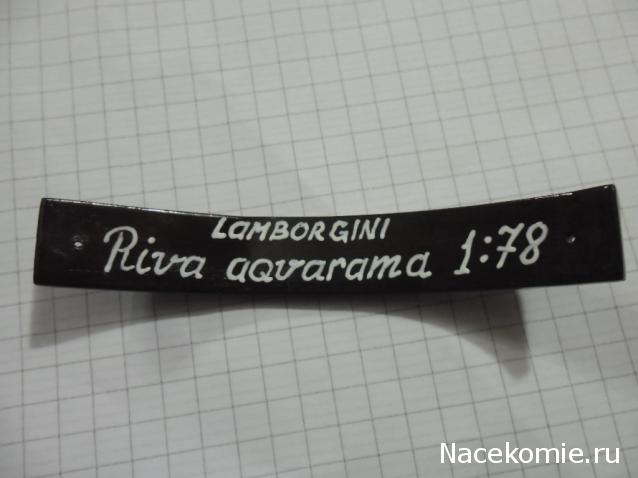 LAMBORGINI
Riva aqvarama 1:78
Nacekomie.ru